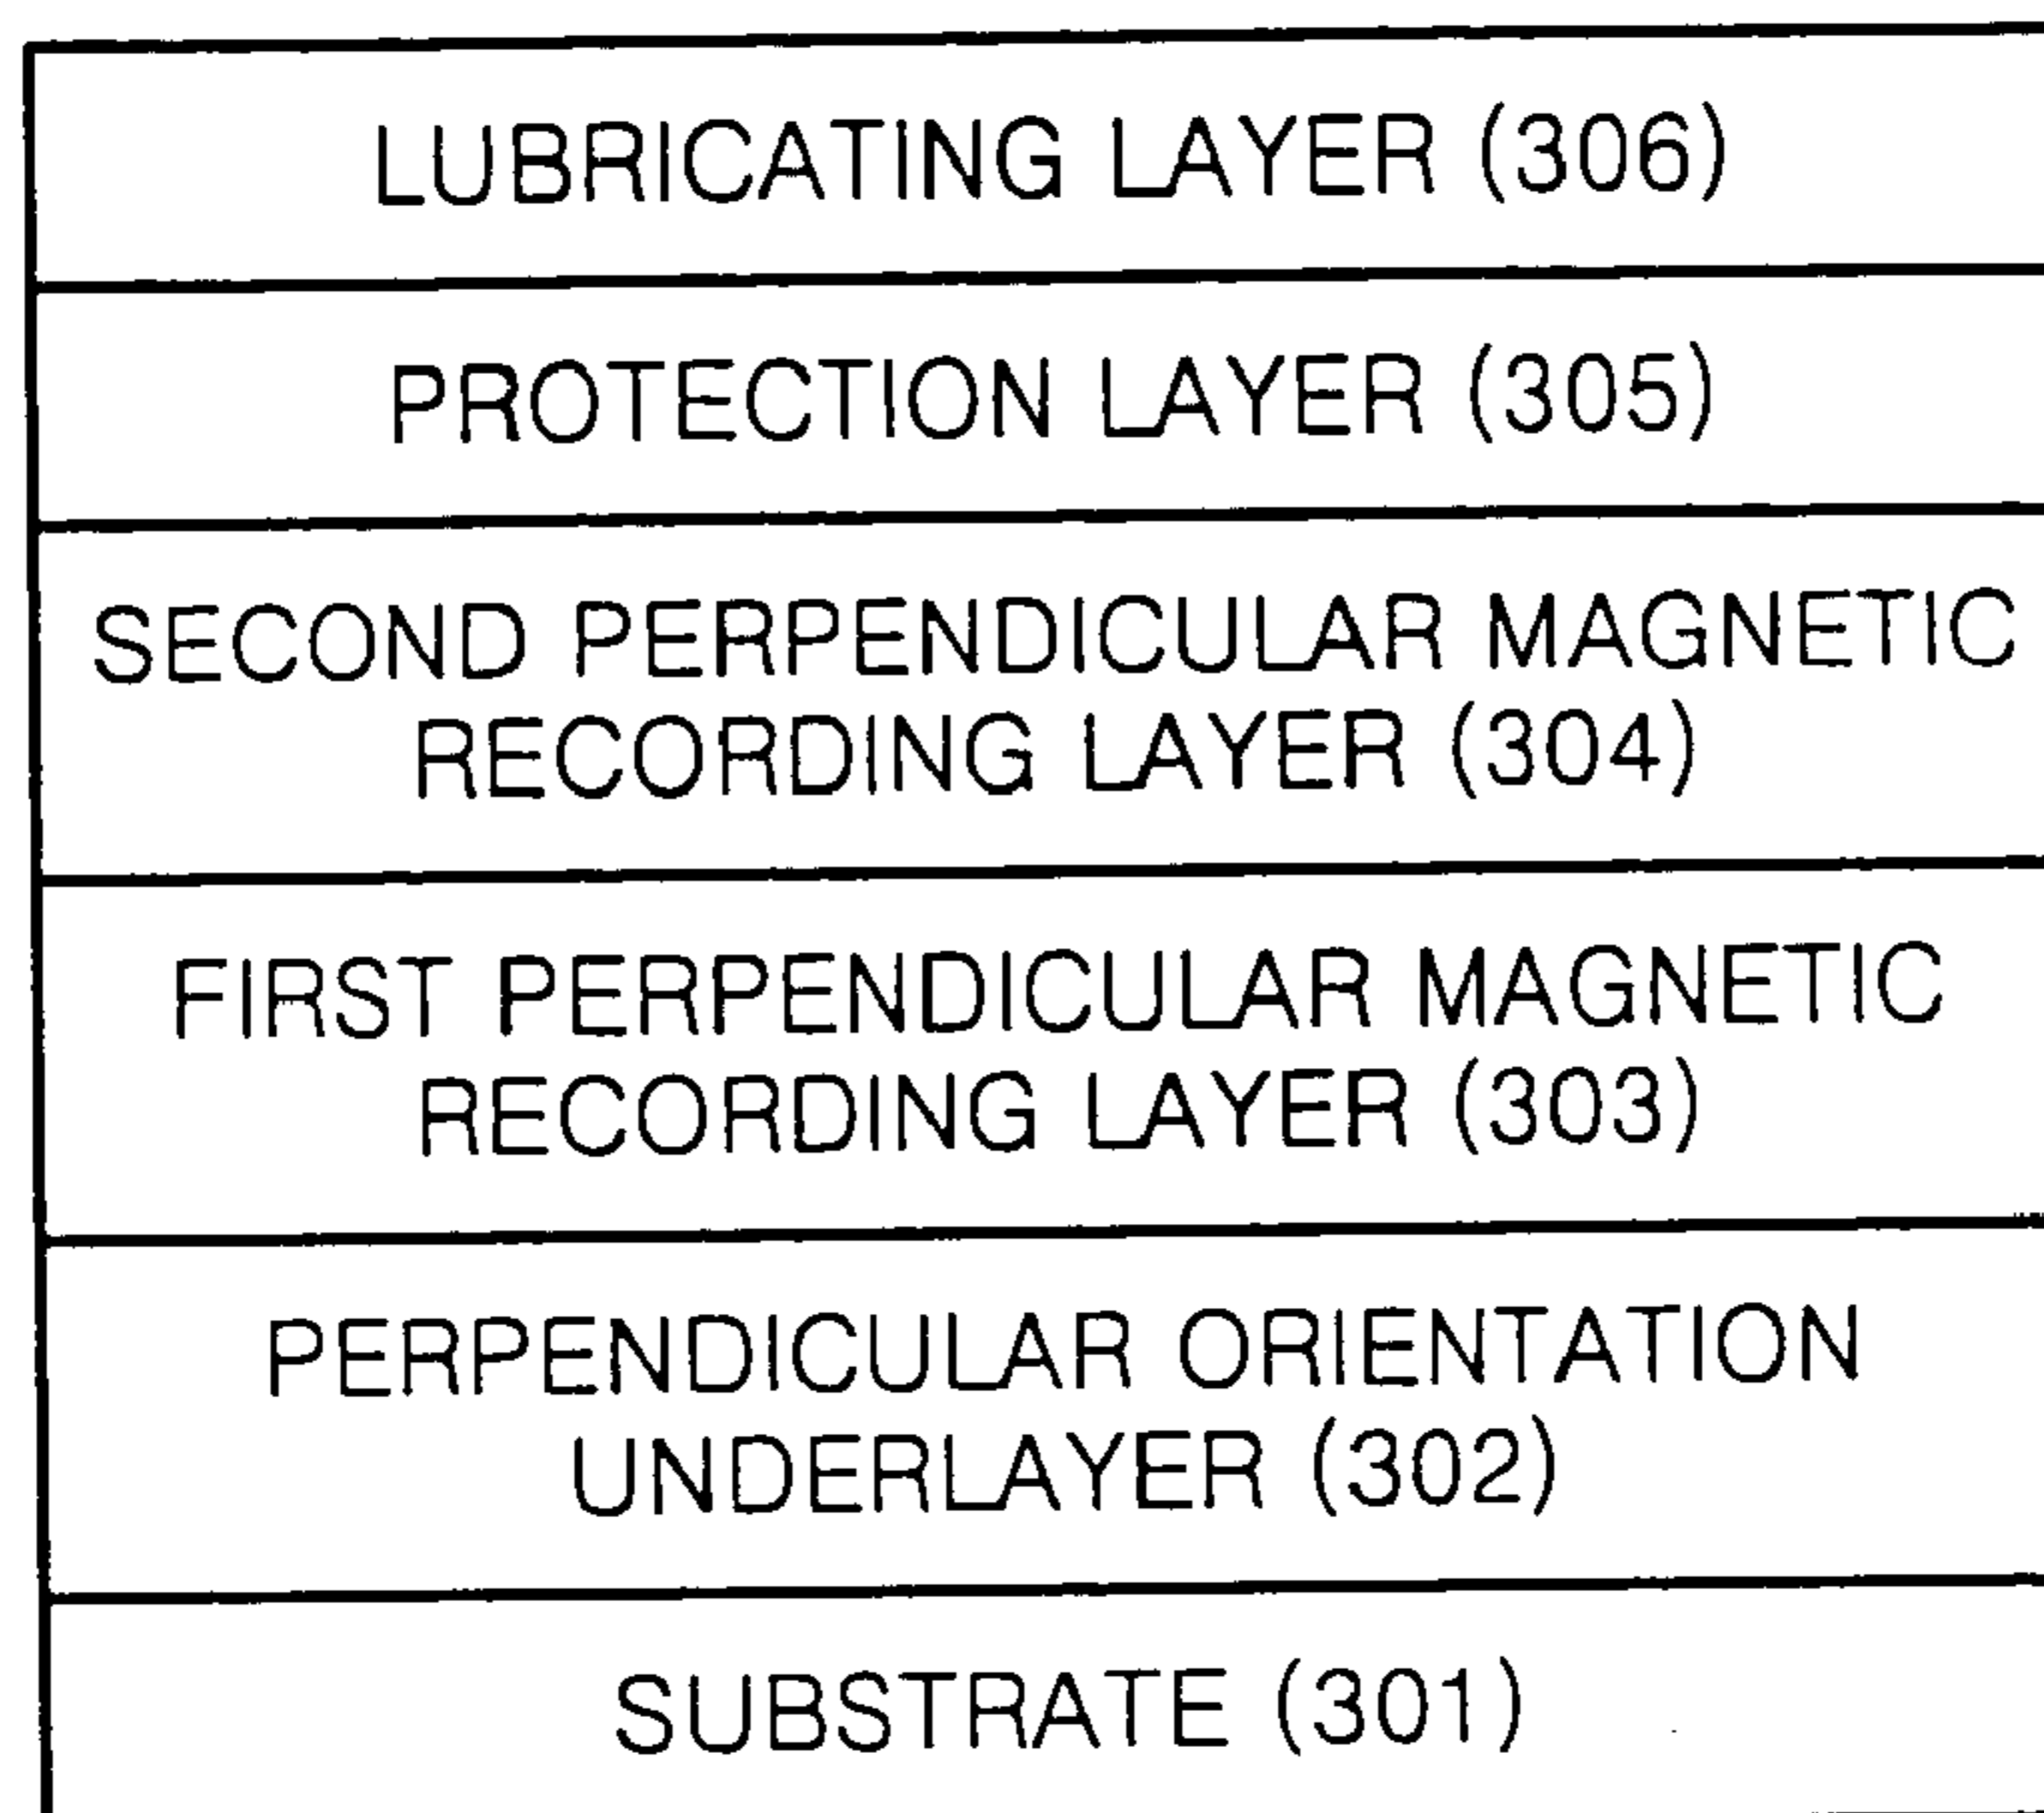 LUBRICATING LAYER (306)
PROTECTION LAYER (305)
SECOND PERPENDICULAR MAGNETIC
RECORDING LAYER (304)
FIRST PERPENDICULAR MAGNETIC
RECORDING LAYER (303)
PERPENDICULAR ORIENTATION
UNDERLAYER (302)
SUBSTRATE (301)